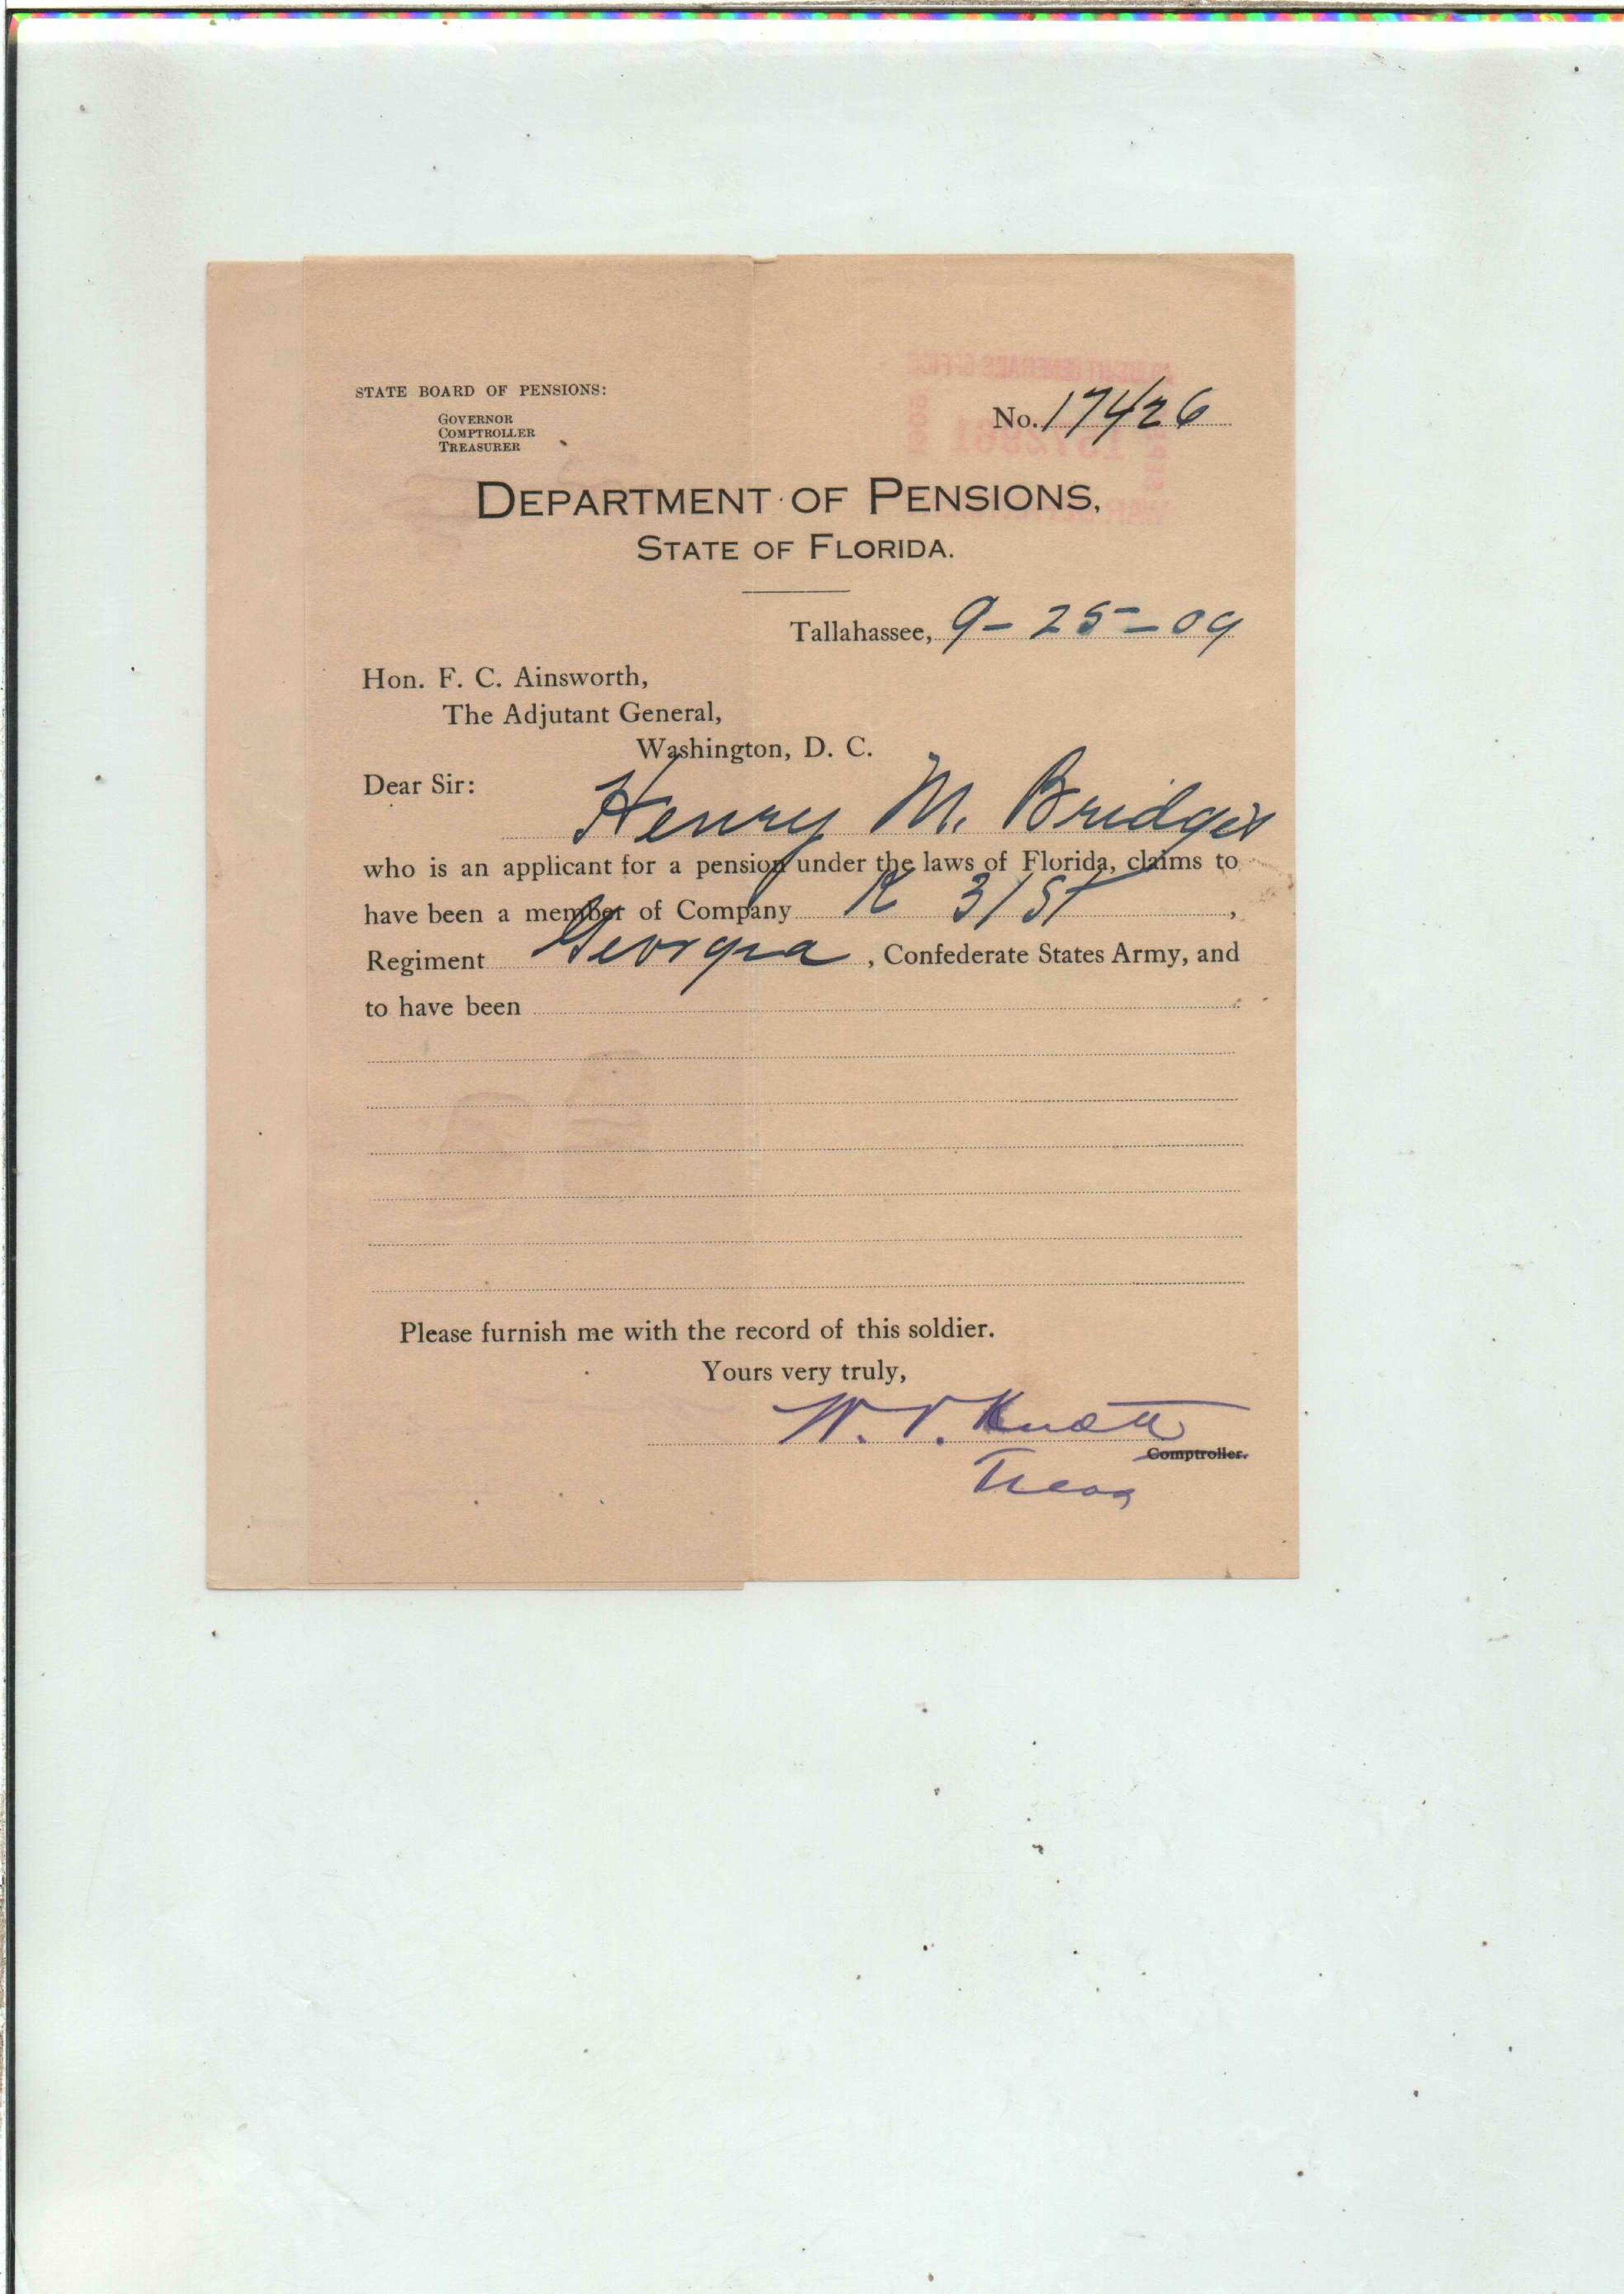 STATE BOARD OF PENSIONS:
GOVERNOR
COMPTROLLER
TREASURER
No. 17426
DEPARTMENT OF PENSIONS,
STATE OF FLORIDA.
Tallahassee, 9-25-09
Hon. F. C. Ainsworth,
The Adjutant General,
Washington, D. C.
Dear Sir:
Henry M. Bridges
who is an applicant for a pension under the laws of Florida, claims to
have been a member of Company K 31st,
Regiment Georgia, Confederate States Army, and
to have been
Please furnish me with the record of this soldier.
Yours very truly,
W. V. Knott
Comptroller.
Treas